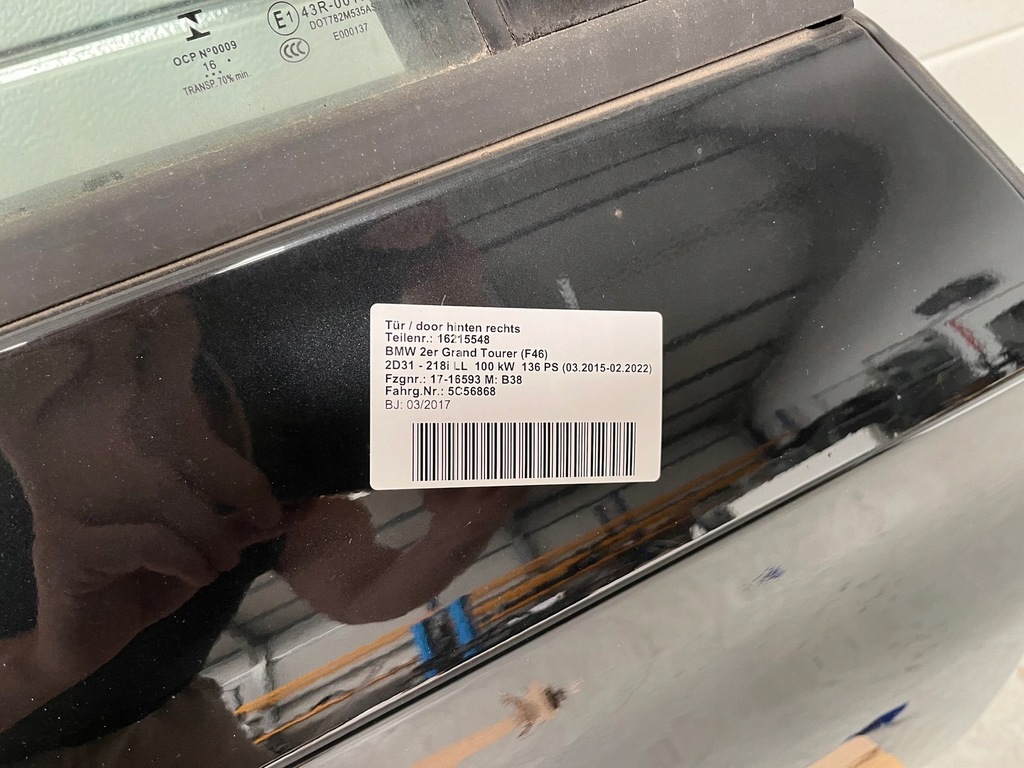 OCP N°0009
16
TRANSP. 70% min.
E1
DOT782M535AS
CCC
E000137
Tür / door hinten rechts
Teilenr.: 16215548
BMW 2er Grand Tourer (F46)
2D31 - 218i LL 100 kW 136 PS (03.2015-02.2022)
Fzgnr.: 17-16593 M: B38
Fahrg.Nr.: 5C56868
BJ: 03/2017